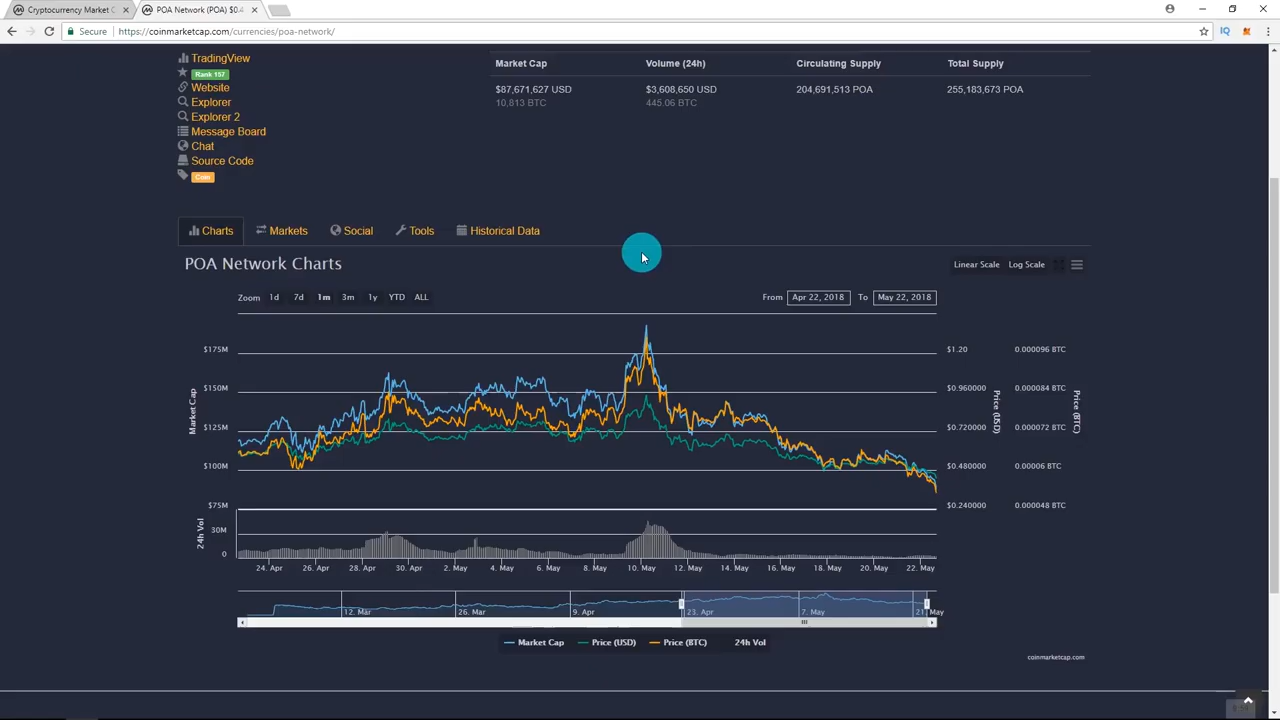 Cryptocurrency Market C
POA Network (POA) $0.4
Secure https://coinmarketcap.com/currencies/poa-network/
TradingView
Rank 157
Website
Explorer
Explorer 2
Message Board
Chat
Source Code
Coin
Market Cap Volume (24h) Circulating Supply Total Supply
$87,671,627 USD $3,608,650 USD 204,691,513 POA 255,183,673 POA
10,813 BTC 445.06 BTC
Charts Markets Social Tools Historical Data
POA Network Charts
Linear Scale Log Scale
Zoom 1d 7d 1m 3m 1y YTD ALL From Apr 22, 2018 To May 22, 2018
$175M $1.20 0.000096 BTC
$150M $0.960000 0.000084 BTC
$125M $0.720000 0.000072 BTC
$100M $0.480000 0.00006 BTC
$75M $0.240000 0.000048 BTC
Market Cap
Price (USD)
Price (BTC)
24h Vol
30M
0
24. Apr 26. Apr 28. Apr 30. Apr 2. May 4. May 6. May 8. May 10. May 12. May 14. May 16. May 18. May 20. May 22. May
12. Mar 26. Mar 9. Apr 23. Apr 7. May 21. May
Market Cap Price (USD) Price (BTC) 24h Vol
coinmarketcap.com